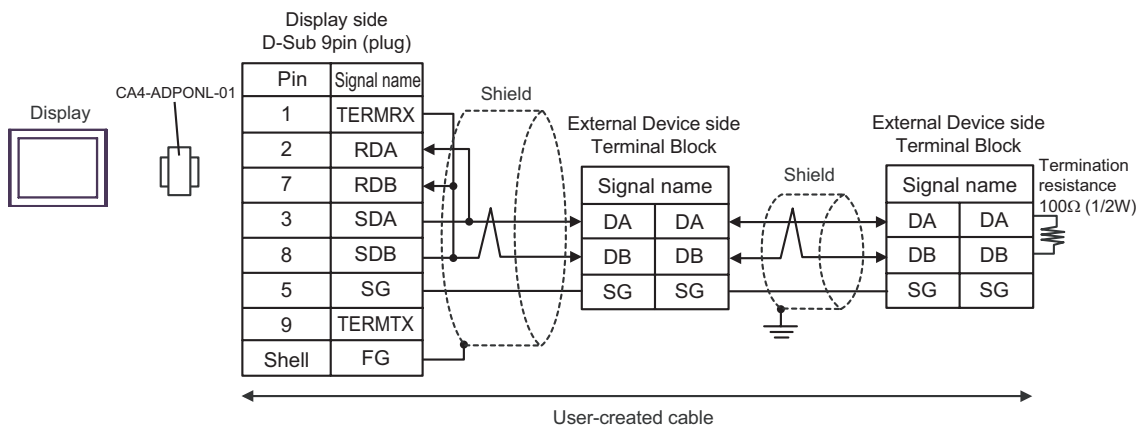 Display side
D-Sub 9pin (plug)
Display
CA4-ADPONL-01
Pin Signal name
1 TERMRX
2 RDA
7 RDB
3 SDA
8 SDB
5 SG
9 TERMTX
Shell FG
Shield
External Device side
Terminal Block
Signal name
DA DA
DB DB
SG SG
Shield
External Device side
Terminal Block
Signal name
DA DA
DB DB
SG SG
Termination
resistance
100Ω (1/2W)
User-created cable